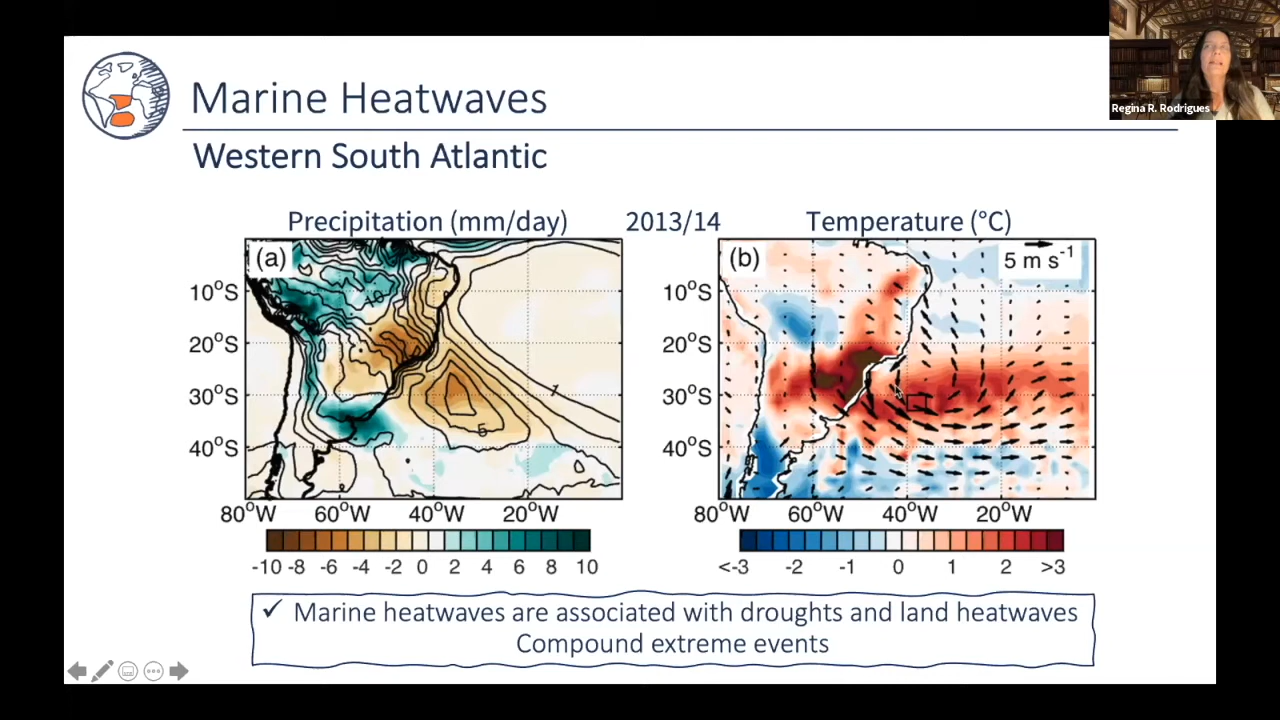 Regina R. Rodrigues
Marine Heatwaves
Western South Atlantic
Precipitation (mm/day) 2013/14 Temperature (°C)
(a)
10
5
1
10°S
20°S
30°S
40°S
80°W 60°W 40°W 20°W
-10 -8 -6 -4 -2 0 2 4 6 8 10
(b)
5 m s-1
10°S
20°S
30°S
40°S
80°W 60°W 40°W 20°W
<-3 -2 -1 0 1 2 >3
✓ Marine heatwaves are associated with droughts and land heatwaves
Compound extreme events